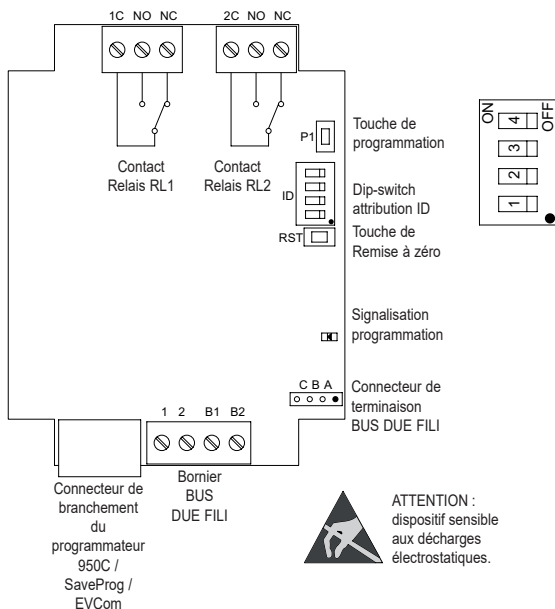 1C NO NC
2C NO NC
Contact
Relais RL1
Contact
Relais RL2
P1
Touche de
programmation
ID
Dip-switch
attribution ID
RST
Touche de
Remise à zéro
ON
OFF
4
3
2
1
Signalisation
programmation
C B A
Connecteur de
terminaison
BUS DUE FILI
1 2 B1 B2
Bornier
BUS
DUE FILI
Connecteur de
branchement
du
programmateur
950C /
SaveProg /
EVCom
ATTENTION :
dispositif sensible
aux décharges
électrostatiques.